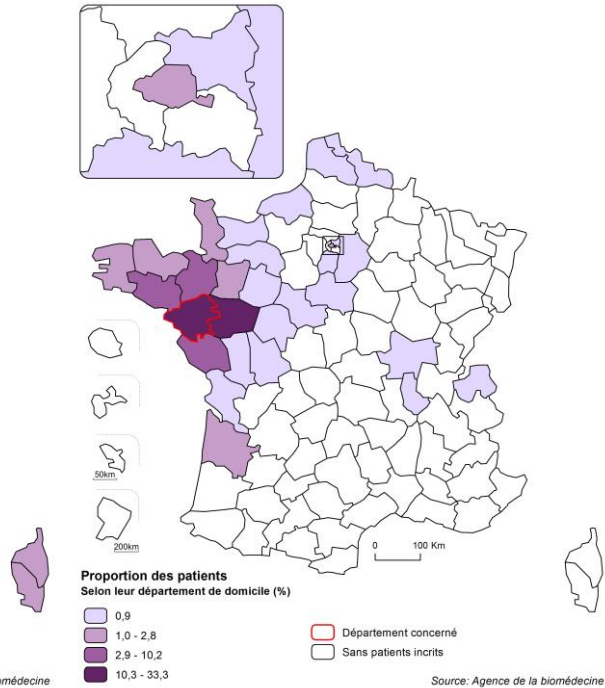 50km
200km
0 100 Km
Proportion des patients
Selon leur département de domicile (%)
0,9
1,0 - 2,8
2,9 - 10,2
10,3 - 33,3
Département concerné
Sans patients incrits
omédecine
Source: Agence de la biomédecine